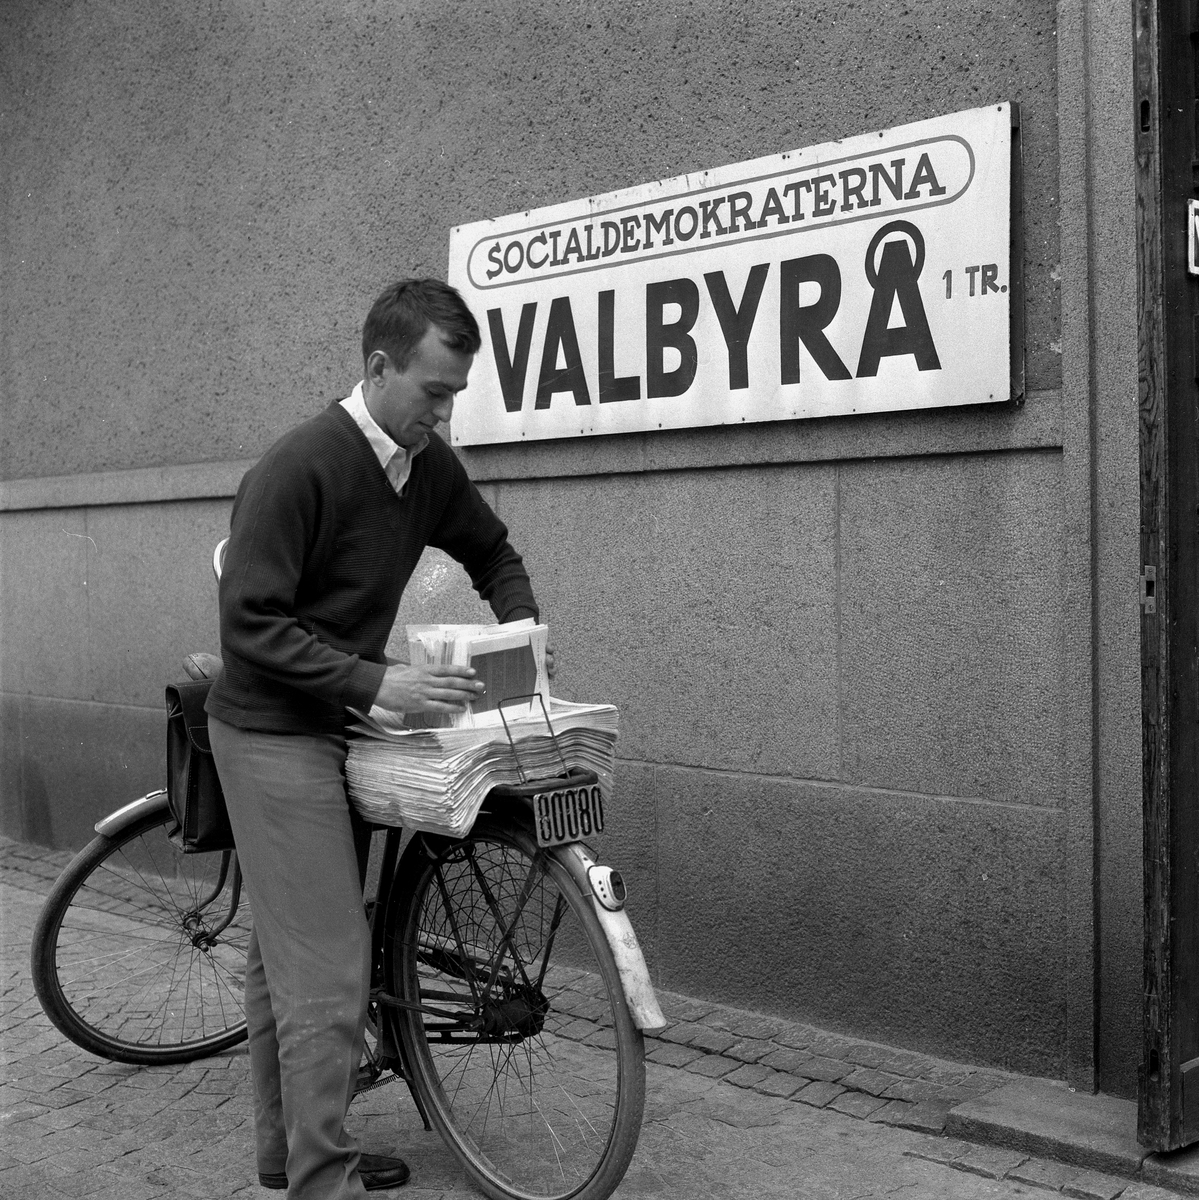 SOCIALDEMOKRATERNA
VALBYRÅ 1 TR.
80080